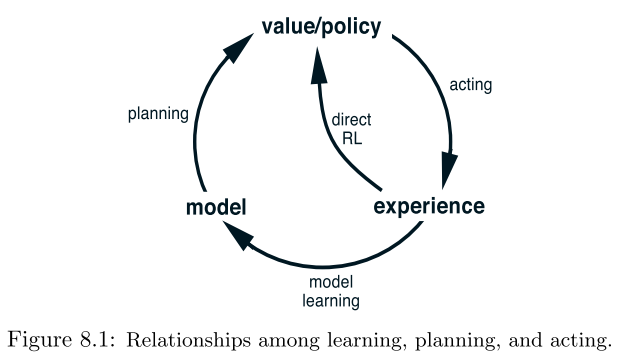 value/policy
acting
planning
direct
RL
model
experience
model
learning
Figure 8.1: Relationships among learning, planning, and acting.